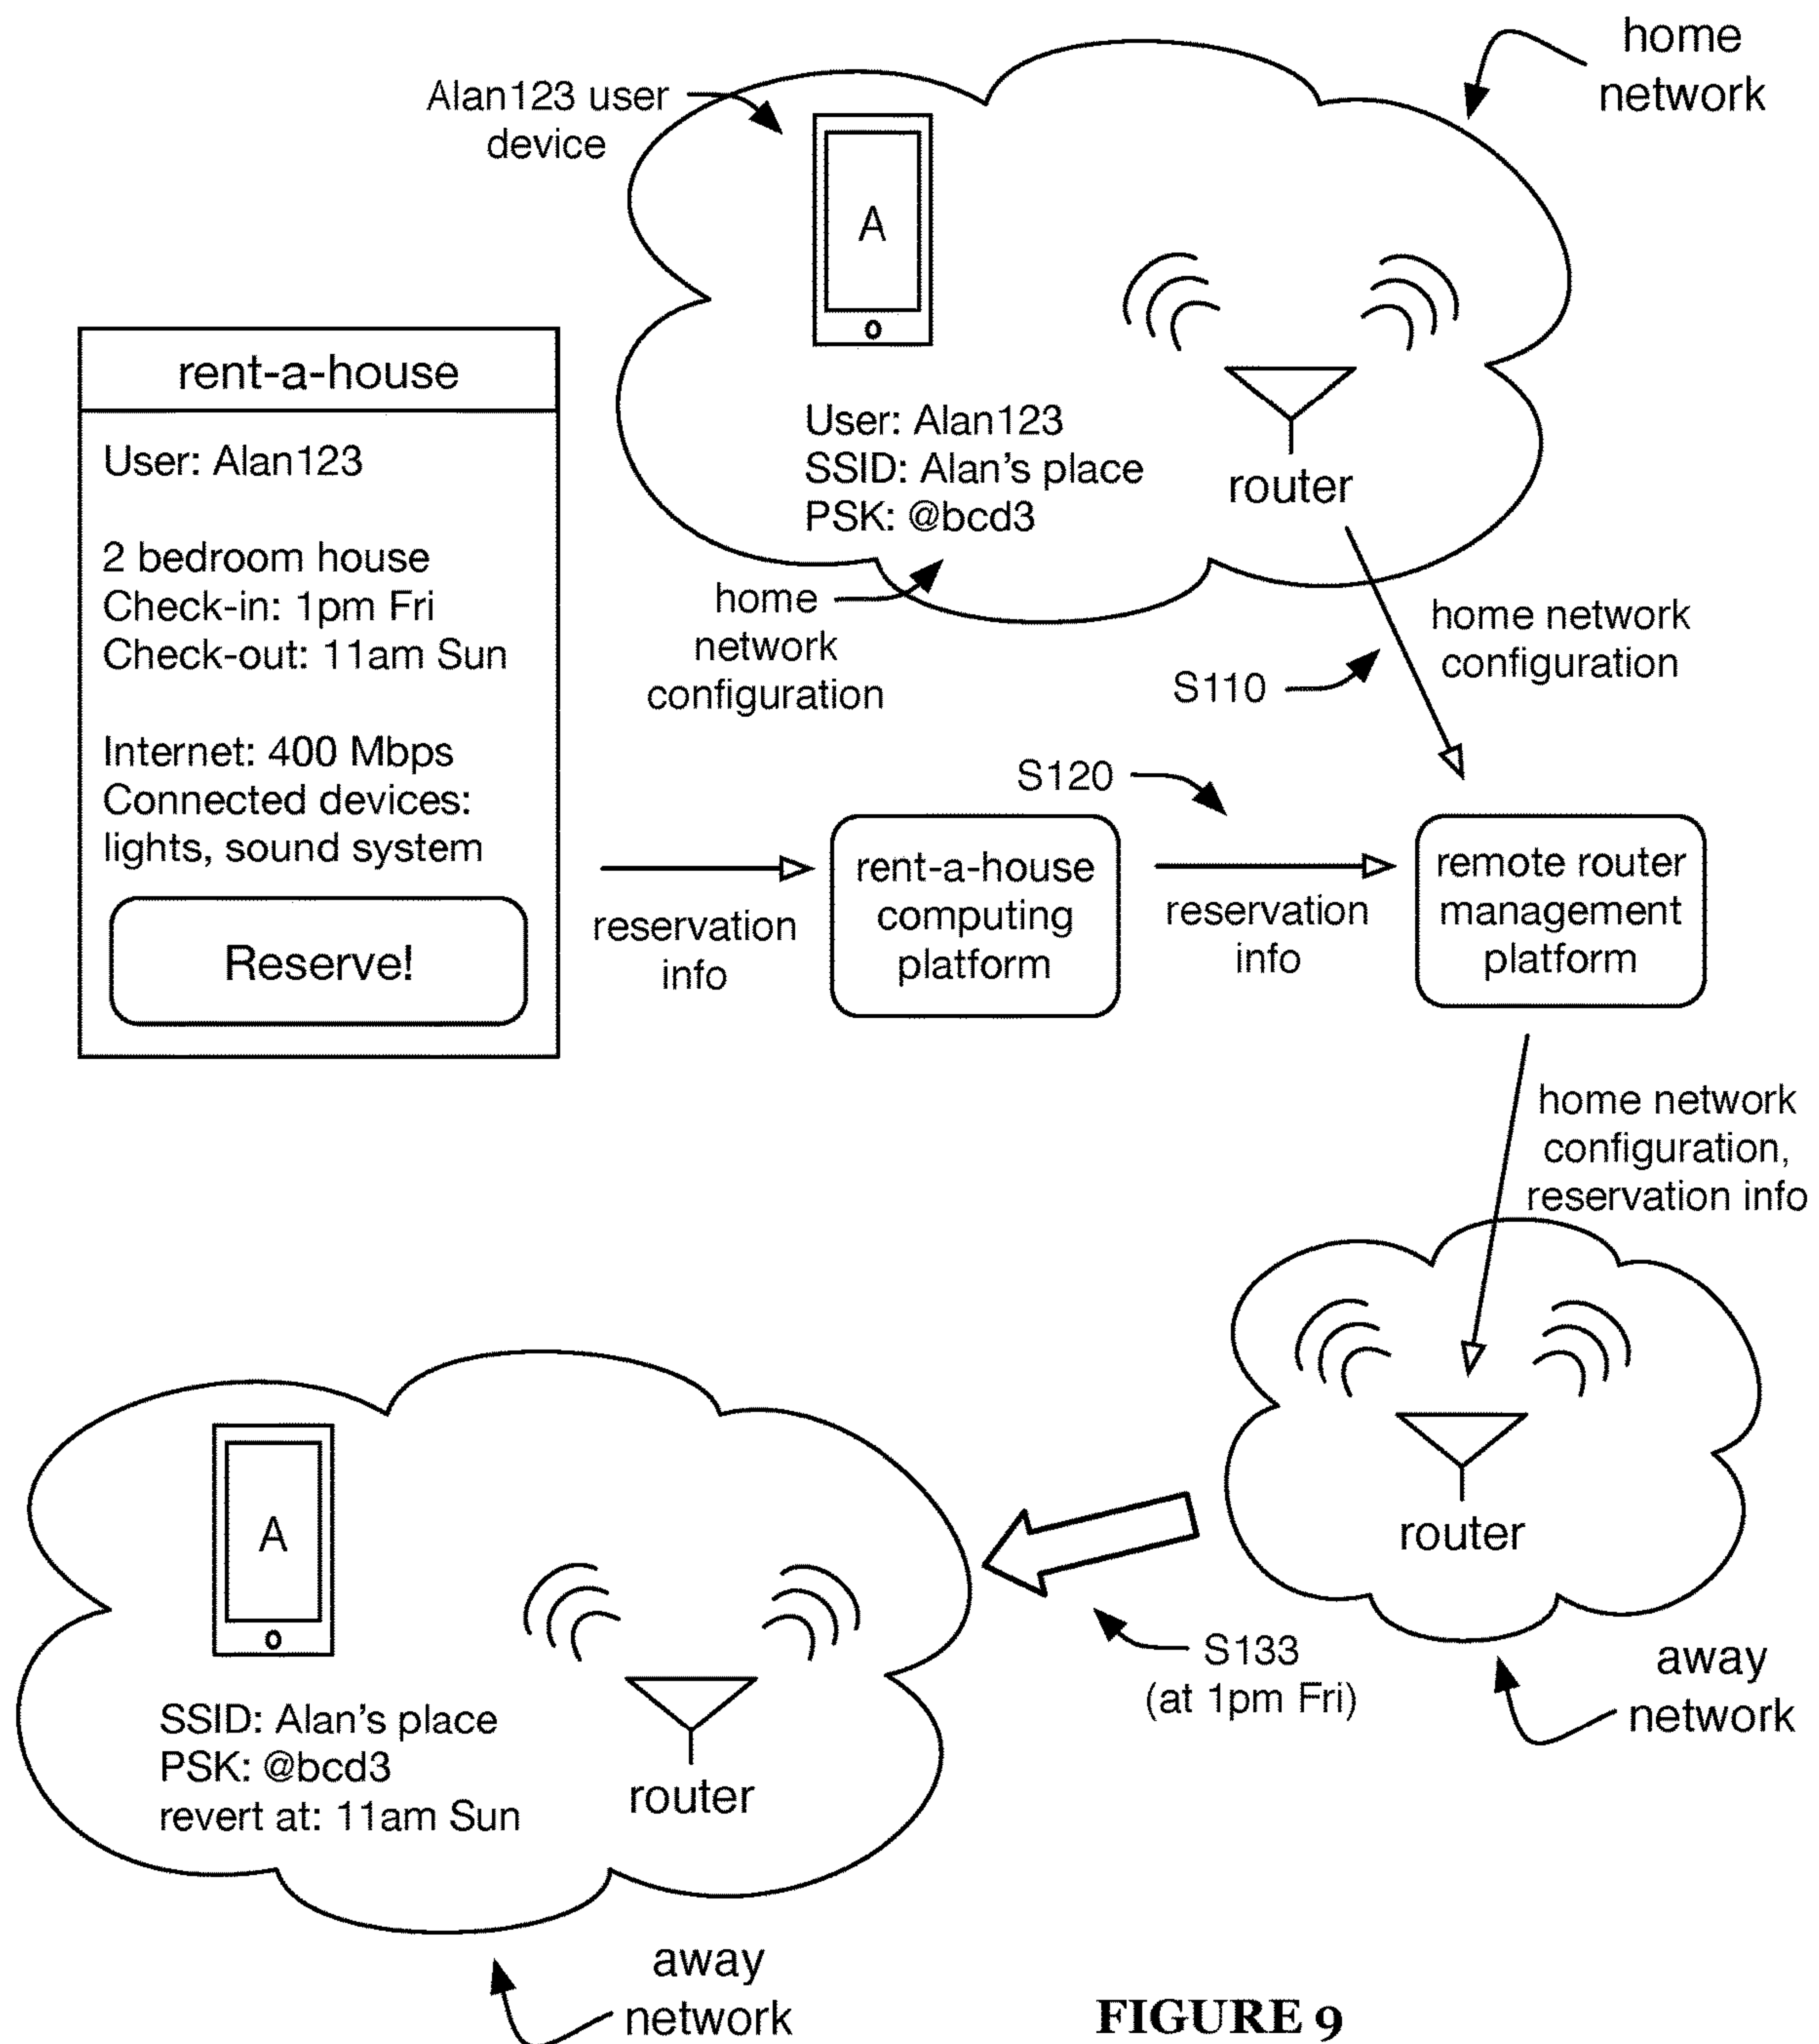 home
network
Alan123 user
device
A
User: Alan123
SSID: Alan's place
PSK: @bcd3
router
home
network
configuration
rent-a-house
User: Alan123
2 bedroom house
Check-in: 1pm Fri
Check-out: 11am Sun
Internet: 400 Mbps
Connected devices:
lights, sound system
Reserve!
home network
configuration
S110
S120
reservation
info
rent-a-house
computing
platform
reservation
info
remote router
management
platform
home network
configuration,
reservation info
router
away
network
S133
(at 1pm Fri)
A
SSID: Alan's place
PSK: @bcd3
revert at: 11am Sun
router
away
network
FIGURE 9